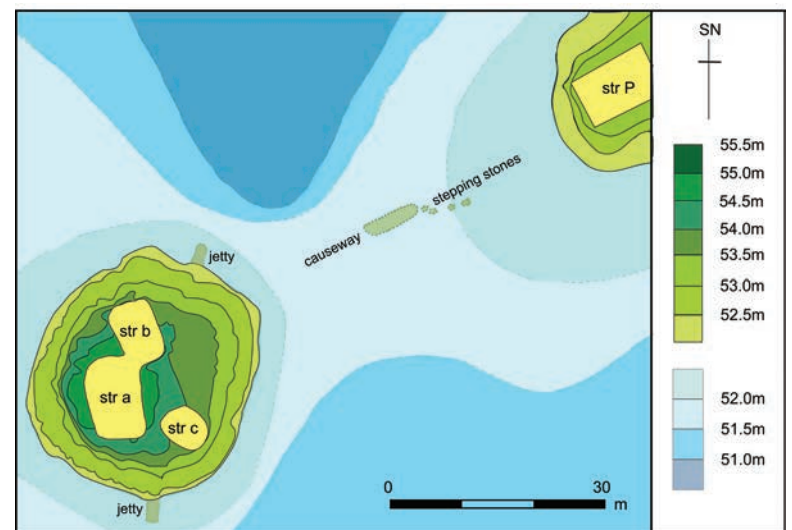 SN
str P
stepping stones
causeway
jetty
str b
str a
str c
jetty
0 30
m
55.5m
55.0m
54.5m
54.0m
53.5m
53.0m
52.5m
52.0m
51.5m
51.0m